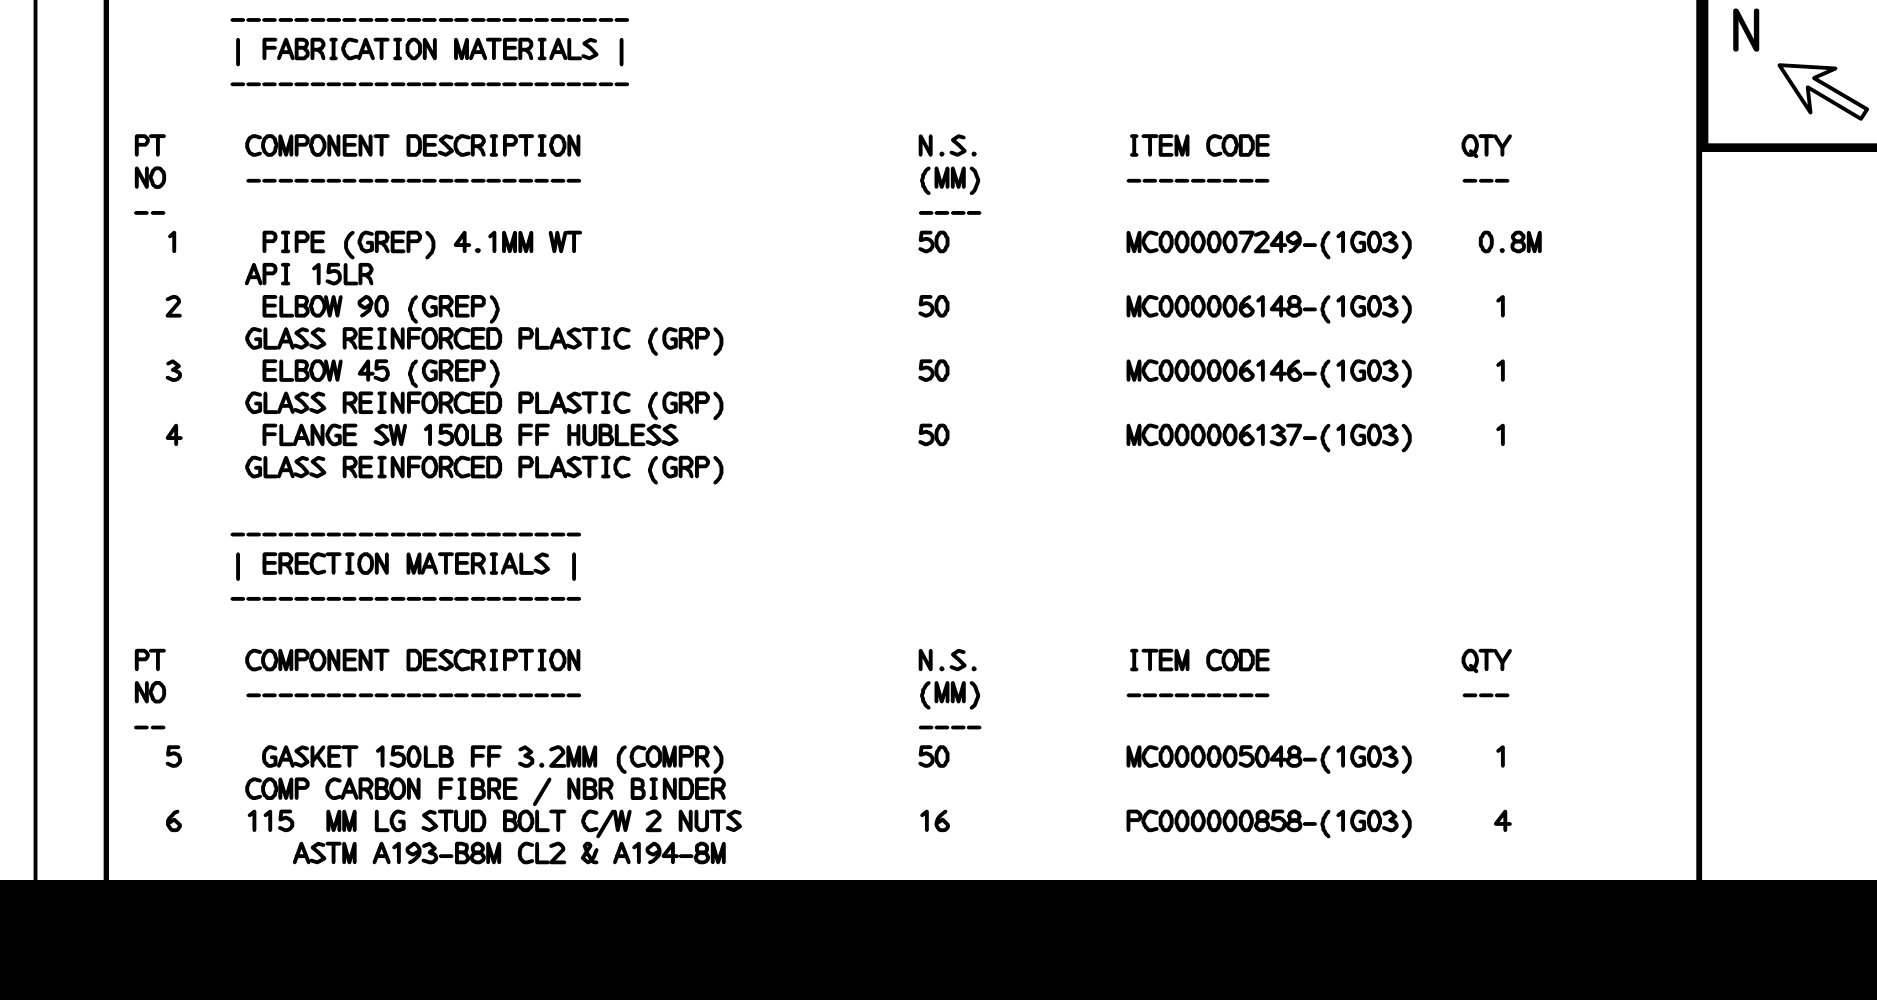 N
| FABRICATION MATERIALS |
PT COMPONENT DESCRIPTION N.S. ITEM CODE QTY
NO --------------------- (MM) --------- ---
-- ----
1 PIPE (GREP) 4.1MM WT 50 MC000007249-(1G03) 0.8M
API 15LR
2 ELBOW 90 (GREP) 50 MC000006148-(1G03) 1
GLASS REINFORCED PLASTIC (GRP)
3 ELBOW 45 (GREP) 50 MC000006146-(1G03) 1
GLASS REINFORCED PLASTIC (GRP)
4 FLANGE SW 150LB FF HUBLESS 50 MC000006137-(1G03) 1
GLASS REINFORCED PLASTIC (GRP)
| ERECTION MATERIALS |
PT COMPONENT DESCRIPTION N.S. ITEM CODE QTY
NO --------------------- (MM) --------- ---
-- ----
5 GASKET 150LB FF 3.2MM (COMPR) 50 MC000005048-(1G03) 1
COMP CARBON FIBRE / NBR BINDER
6 115 MM LG STUD BOLT C/W 2 NUTS 16 PC000000858-(1G03) 4
ASTM A193-B8M CL2 & A194-8M